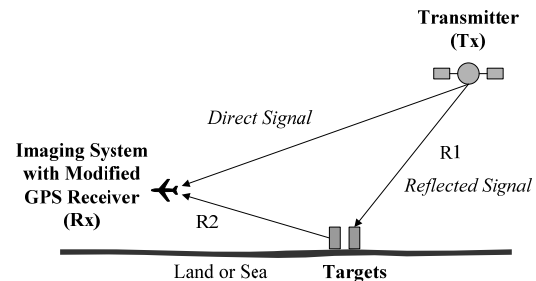 Transmitter
(Tx)
Direct Signal
Imaging System
with Modified
GPS Receiver
(Rx)
R1
Reflected Signal
R2
Land or Sea
Targets